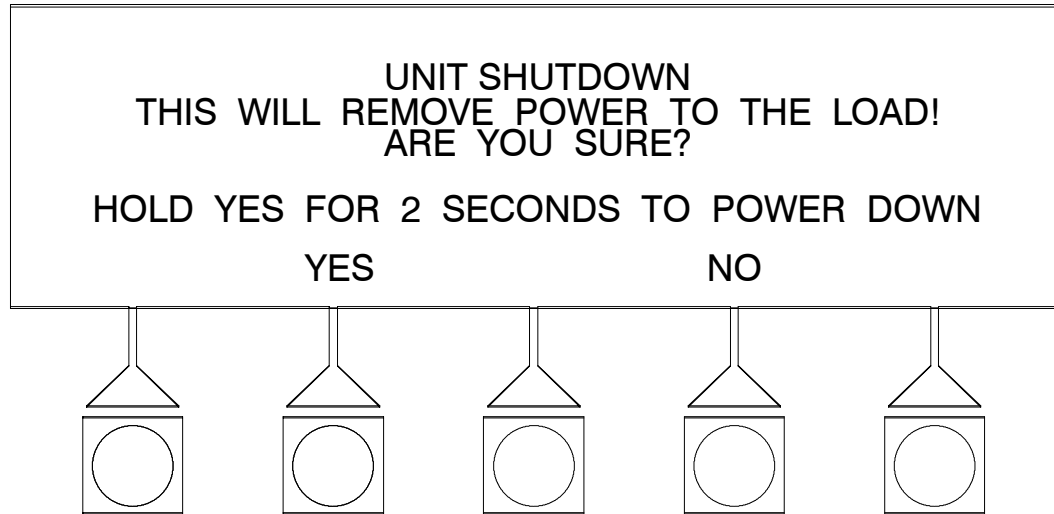 UNIT SHUTDOWN
THIS WILL REMOVE POWER TO THE LOAD!
ARE YOU SURE?
HOLD YES FOR 2 SECONDS TO POWER DOWN
YES NO